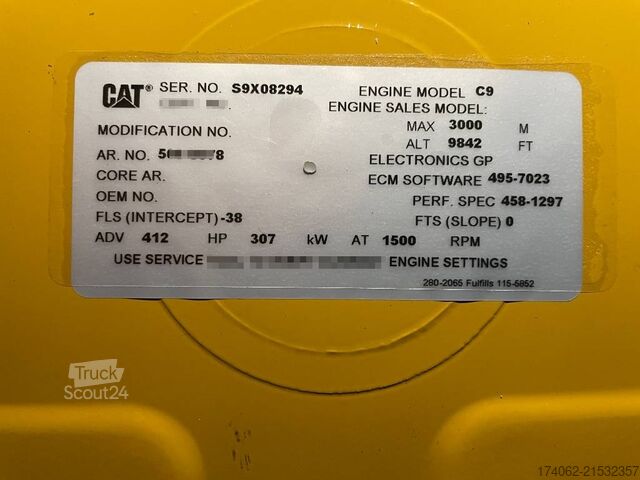 CAT® SER. NO. S9X08294 ENGINE MODEL C9
ENGINE SALES MODEL:
MODIFICATION NO. MAX 3000 M
ALT 9842 FT
AR. NO. ELECTRONICS GP
CORE AR. ECM SOFTWARE 495-7023
OEM NO. PERF. SPEC 458-1297
FLS (INTERCEPT) -38 FTS (SLOPE) 0
ADV 412 HP 307 kW AT 1500 RPM
USE SERVICE ENGINE SETTINGS
280-2065 Fulfills 115-5852
Truck
Scout24
174062-21532357